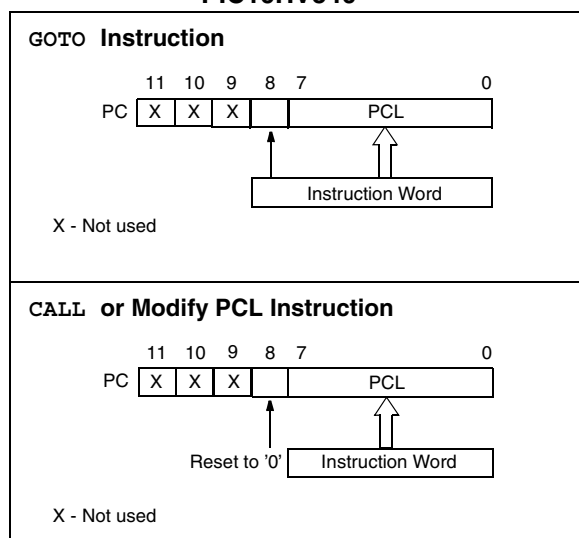 GOTO Instruction
11 10 9 8 7 0
PC X X X PCL
Instruction Word
X - Not used
CALL or Modify PCL Instruction
11 10 9 8 7 0
PC X X X PCL
Reset to '0' Instruction Word
X - Not used